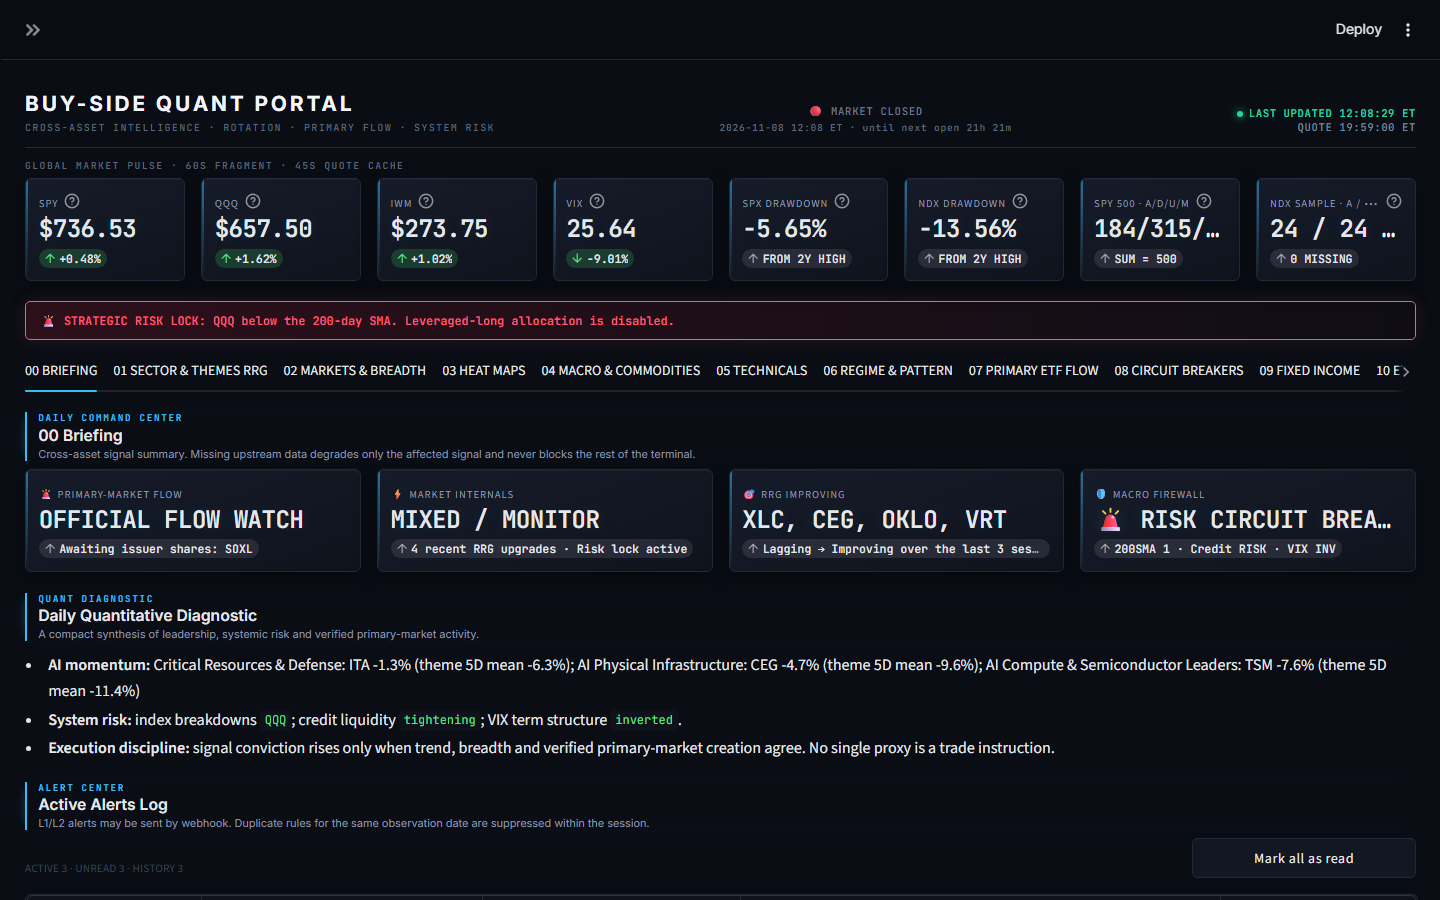 Deploy
BUY-SIDE QUANT PORTAL
CROSS-ASSET INTELLIGENCE · ROTATION · PRIMARY FLOW · SYSTEM RISK
MARKET CLOSED
2026-11-08 12:08 ET · until next open 21h 21m
LAST UPDATED 12:08:29 ET
QUOTE 19:59:00 ET
GLOBAL MARKET PULSE · 60S FRAGMENT · 45S QUOTE CACHE
SPY
$736.53
↑ +0.48%
QQQ
$657.50
↑ +1.62%
IWM
$273.75
↑ +1.02%
VIX
25.64
↓ -9.01%
SPX DRAWDOWN
-5.65%
↑ FROM 2Y HIGH
NDX DRAWDOWN
-13.56%
↑ FROM 2Y HIGH
SPY 500 · A/D/U/M
184/315/…
↑ SUM = 500
NDX SAMPLE · A / ···
24 / 24 …
↑ 0 MISSING
STRATEGIC RISK LOCK: QQQ below the 200-day SMA. Leveraged-long allocation is disabled.
00 BRIEFING 01 SECTOR & THEMES RRG 02 MARKETS & BREADTH 03 HEAT MAPS 04 MACRO & COMMODITIES 05 TECHNICALS 06 REGIME & PATTERN 07 PRIMARY ETF FLOW 08 CIRCUIT BREAKERS 09 FIXED INCOME 10 E
DAILY COMMAND CENTER
00 Briefing
Cross-asset signal summary. Missing upstream data degrades only the affected signal and never blocks the rest of the terminal.
PRIMARY-MARKET FLOW
OFFICIAL FLOW WATCH
↑ Awaiting issuer shares: SOXL
MARKET INTERNALS
MIXED / MONITOR
↑ 4 recent RRG upgrades · Risk lock active
RRG IMPROVING
XLC, CEG, OKLO, VRT
↑ Lagging → Improving over the last 3 ses…
MACRO FIREWALL
RISK CIRCUIT BREA…
↑ 200SMA 1 · Credit RISK · VIX INV
QUANT DIAGNOSTIC
Daily Quantitative Diagnostic
A compact synthesis of leadership, systemic risk and verified primary-market activity.
• AI momentum: Critical Resources & Defense: ITA -1.3% (theme 5D mean -6.3%); AI Physical Infrastructure: CEG -4.7% (theme 5D mean -9.6%); AI Compute & Semiconductor Leaders: TSM -7.6% (theme 5D
mean -11.4%)
• System risk: index breakdowns QQQ ; credit liquidity tightening ; VIX term structure inverted .
• Execution discipline: signal conviction rises only when trend, breadth and verified primary-market creation agree. No single proxy is a trade instruction.
ALERT CENTER
Active Alerts Log
L1/L2 alerts may be sent by webhook. Duplicate rules for the same observation date are suppressed within the session.
ACTIVE 3 · UNREAD 3 · HISTORY 3
Mark all as read